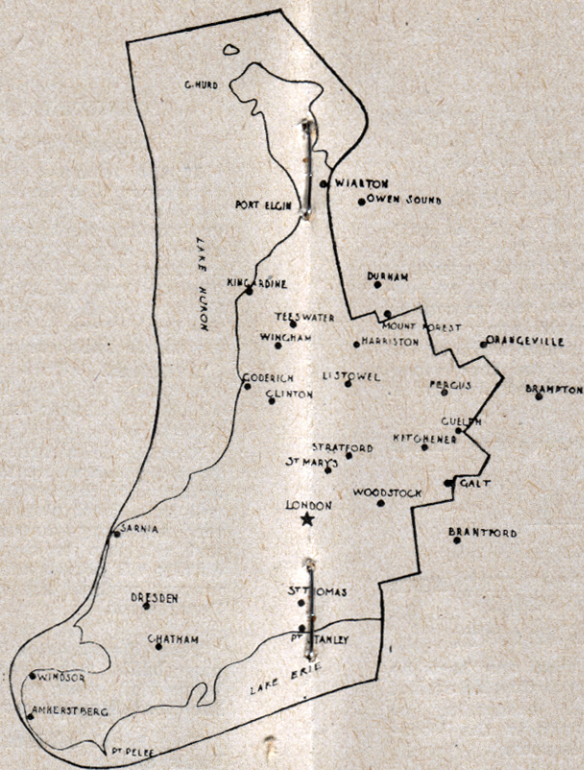 C. HURD
WIARTON
OWEN SOUND
PORT ELGIN
LAKE HURON
KINCARDINE
DURHAM
TEESWATER
MOUNT FOREST
WINGHAM
HARRISTON
ORANGEVILLE
GODERICH
LISTOWEL
CLINTON
FERGUS
BRAMPTON
GUELPH
KITCHENER
STRATFORD
ST MARY'S
GALT
WOODSTOCK
LONDON
SARNIA
BRANTFORD
DRESDEN
ST THOMAS
CHATHAM
PT STANLEY
WINDSOR
LAKE ERIE
AMHERSTBERG
PT. PELEE